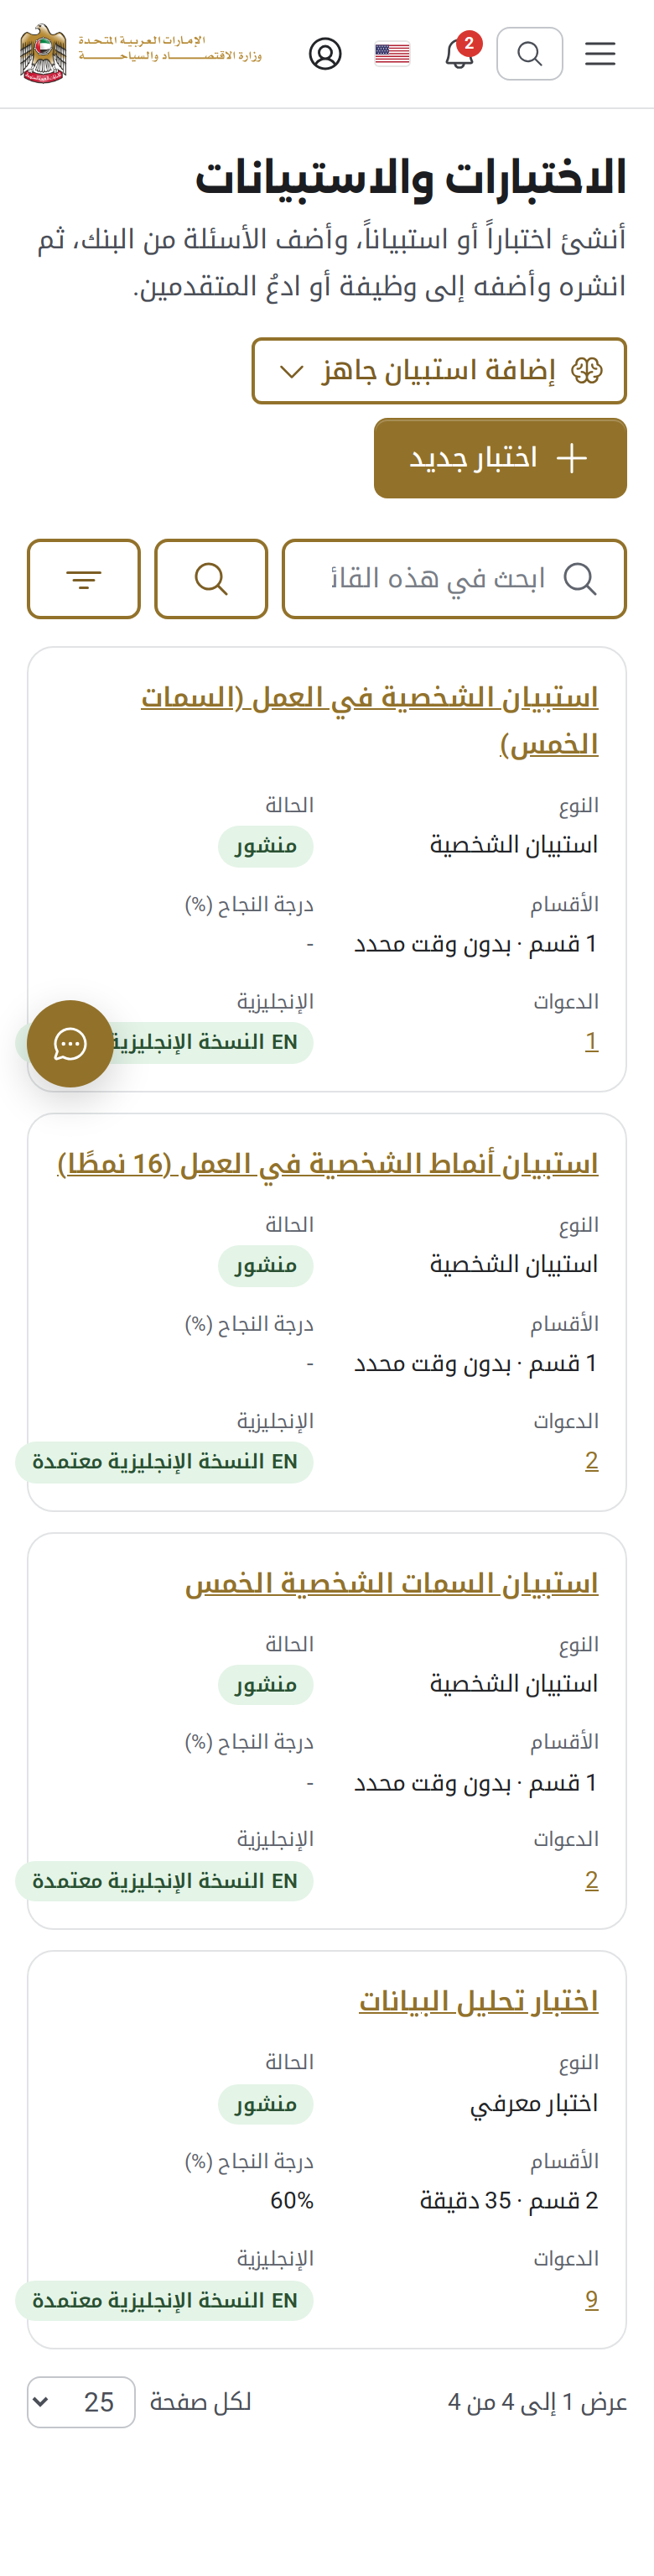 الإمارات العربية المتحدة
وزارة الاقتصاد والسياحة
2
الاختبارات والاستبيانات
أنشئ اختباراً أو استبياناً، وأضف الأسئلة من البنك، ثم
انشره وأضفه إلى وظيفة أو ادعُ المتقدمين.
إضافة استبيان جاهز
اختبار جديد
ابحث في هذه القائ
استبيان الشخصية في العمل (السمات
الخمس)
النوع
استبيان الشخصية
الحالة
منشور
الأقسام
1 قسم · بدون وقت محدد
درجة النجاح (%)
-
الدعوات
1
الإنجليزية
EN النسخة الإنجليزية
استبيان أنماط الشخصية في العمل (16 نمطًا)
النوع
استبيان الشخصية
الحالة
منشور
الأقسام
1 قسم · بدون وقت محدد
درجة النجاح (%)
-
الدعوات
2
الإنجليزية
EN النسخة الإنجليزية معتمدة
استبيان السمات الشخصية الخمس
النوع
استبيان الشخصية
الحالة
منشور
الأقسام
1 قسم · بدون وقت محدد
درجة النجاح (%)
-
الدعوات
2
الإنجليزية
EN النسخة الإنجليزية معتمدة
اختبار تحليل البيانات
النوع
اختبار معرفي
الحالة
منشور
الأقسام
2 قسم · 35 دقيقة
درجة النجاح (%)
60%
الدعوات
9
الإنجليزية
EN النسخة الإنجليزية معتمدة
عرض 1 إلى 4 من 4
لكل صفحة
25